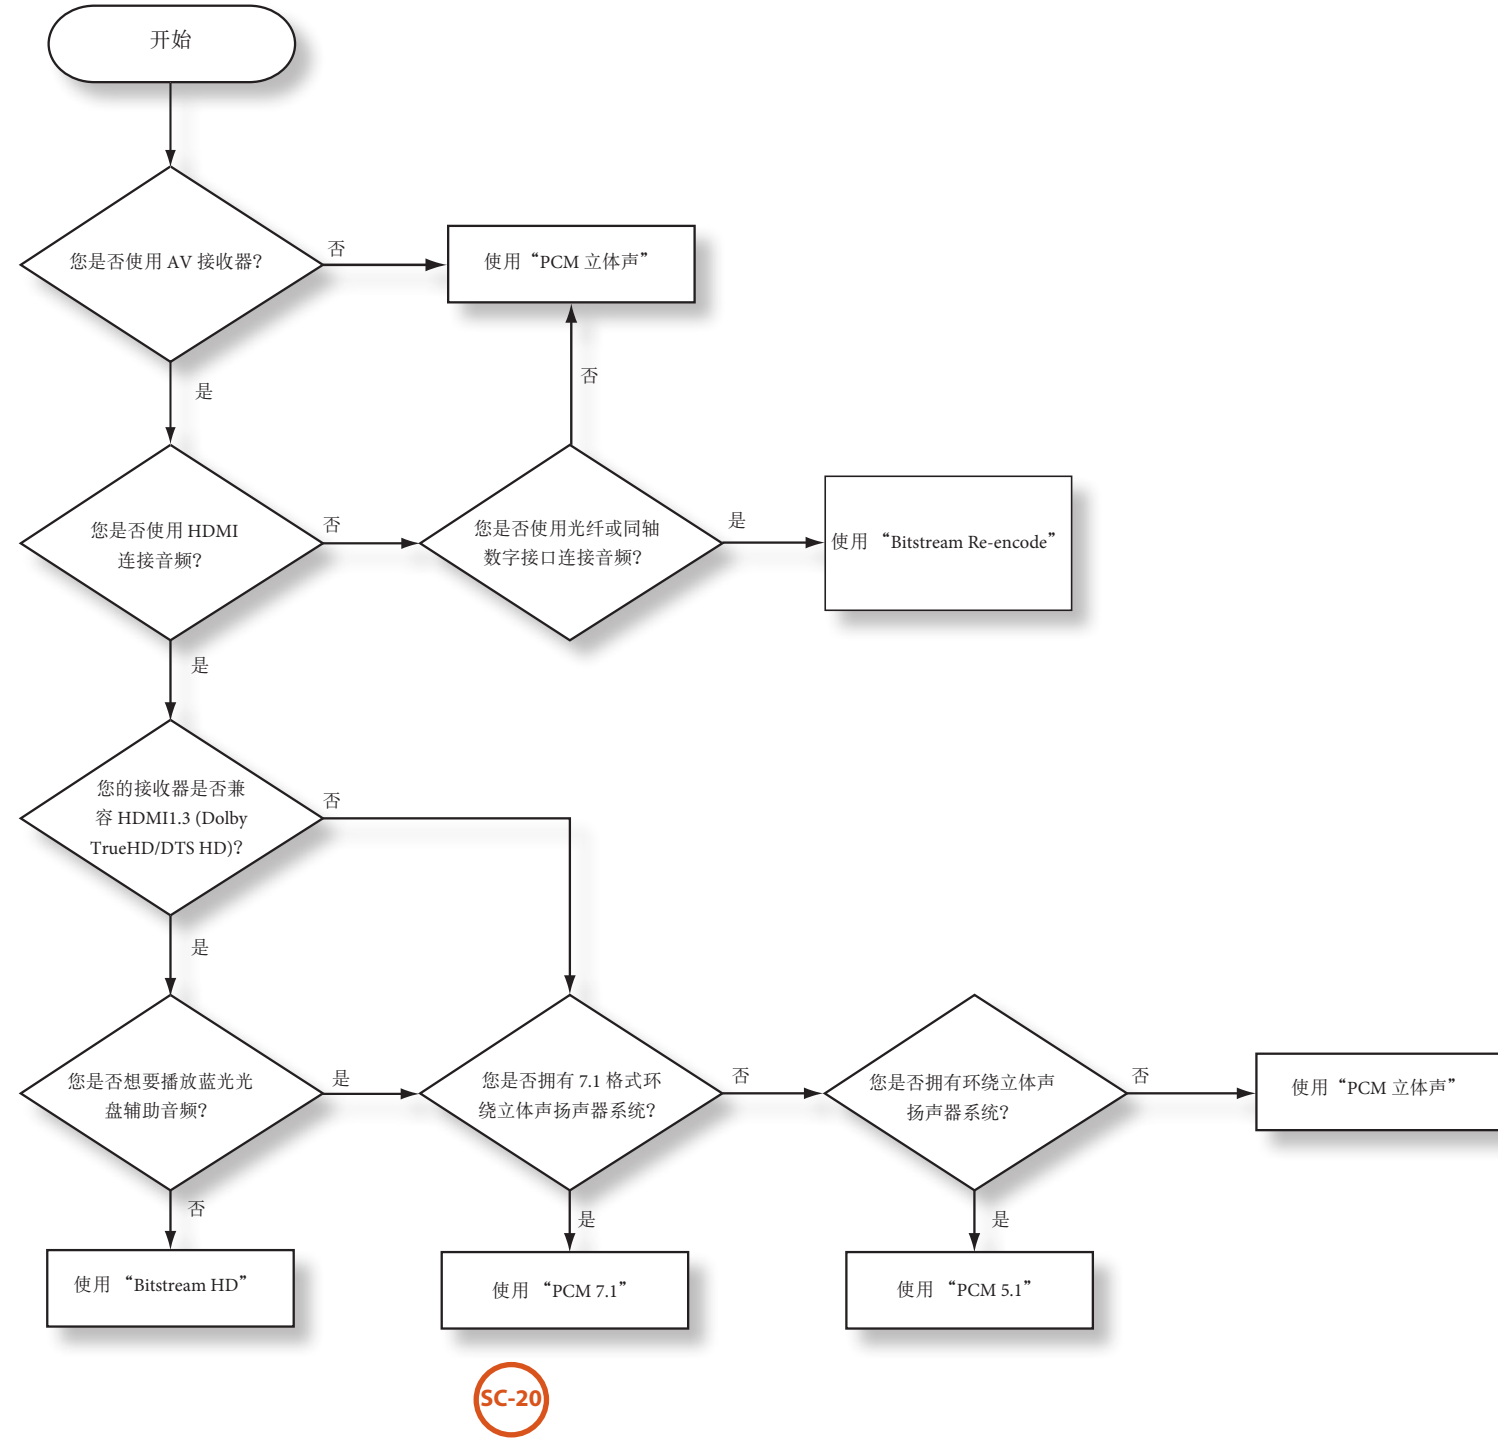 开始
您是否使用 AV 接收器?
否
使用“PCM 立体声”
是
否
您是否使用 HDMI
连接音频?
否
您是否使用光纤或同轴
数字接口连接音频?
是
使用 “Bitstream Re-encode”
是
您的接收器是否兼
容 HDMI1.3 (Dolby
TrueHD/DTS HD)?
否
是
您是否想要播放蓝光光
盘辅助音频?
是
您是否拥有 7.1 格式环
绕立体声扬声器系统?
否
您是否拥有环绕立体声
扬声器系统?
否
使用“PCM 立体声”
否
是
是
使用 “Bitstream HD”
使用 “PCM 7.1”
使用 “PCM 5.1”
SC-20